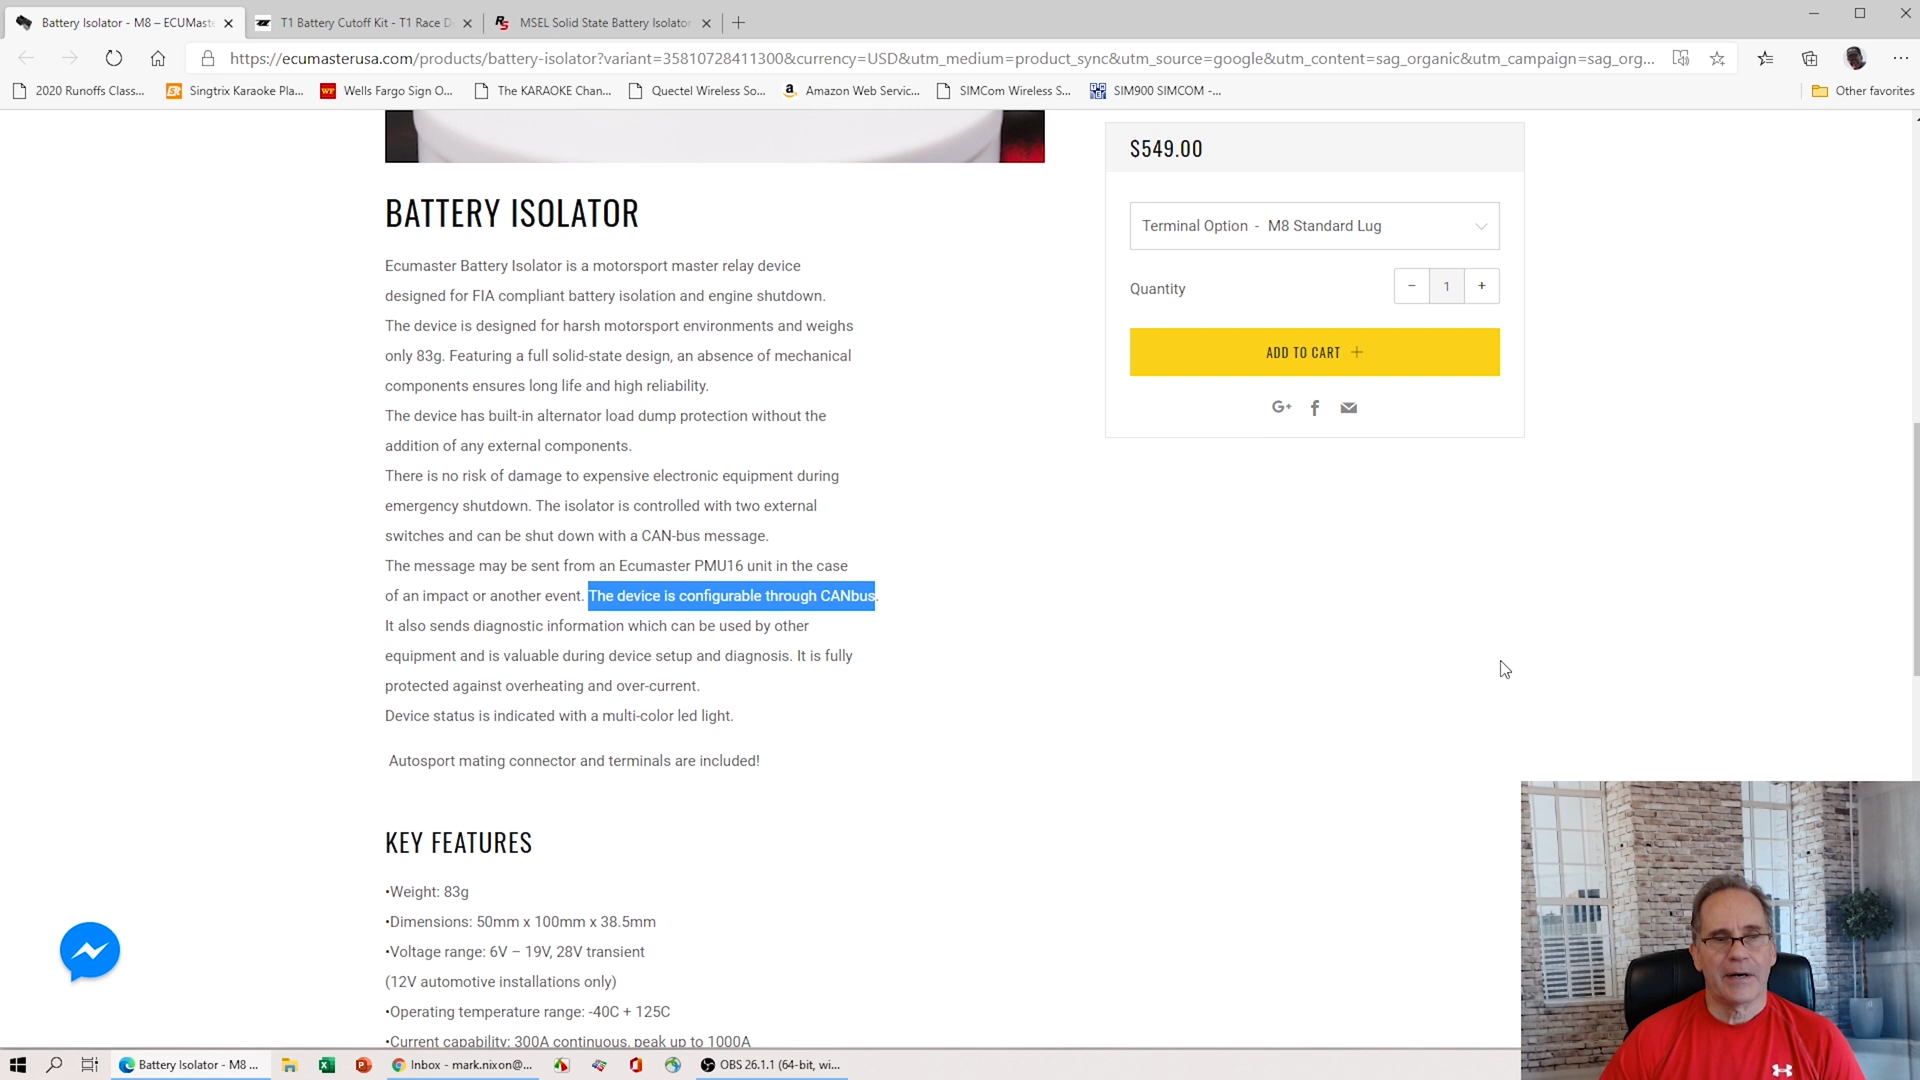 Battery Isolator - M8 – ECUMaste
T1 Battery Cutoff Kit - T1 Race D
MSEL Solid State Battery Isolator
https://ecumasterusa.com/products/battery-isolator?variant=35810728411300&currency=USD&utm_medium=product_sync&utm_source=google&utm_content=sag_organic&utm_campaign=sag_org...
2020 Runoffs Class...
Singtrix Karaoke Pla...
Wells Fargo Sign O...
The KARAOKE Chan...
Quectel Wireless So...
Amazon Web Servic...
SIMCom Wireless S...
SIM900 SIMCOM -...
Other favorites
$549.00
BATTERY ISOLATOR
Terminal Option - M8 Standard Lug
Ecumaster Battery Isolator is a motorsport master relay device
designed for FIA compliant battery isolation and engine shutdown.
Quantity
− 1 +
The device is designed for harsh motorsport environments and weighs
only 83g. Featuring a full solid-state design, an absence of mechanical
components ensures long life and high reliability.
ADD TO CART +
The device has built-in alternator load dump protection without the
addition of any external components.
G+
There is no risk of damage to expensive electronic equipment during
emergency shutdown. The isolator is controlled with two external
switches and can be shut down with a CAN-bus message.
The message may be sent from an Ecumaster PMU16 unit in the case
of an impact or another event. The device is configurable through CANbus.
It also sends diagnostic information which can be used by other
equipment and is valuable during device setup and diagnosis. It is fully
protected against overheating and over-current.
Device status is indicated with a multi-color led light.
Autosport mating connector and terminals are included!
KEY FEATURES
•Weight: 83g
•Dimensions: 50mm x 100mm x 38.5mm
•Voltage range: 6V – 19V, 28V transient
(12V automotive installations only)
•Operating temperature range: -40C + 125C
•Current capability: 300A continuous, peak up to 1000A
Battery Isolator - M8 ...
Inbox - mark.nixon@...
OBS 26.1.1 (64-bit, wi...